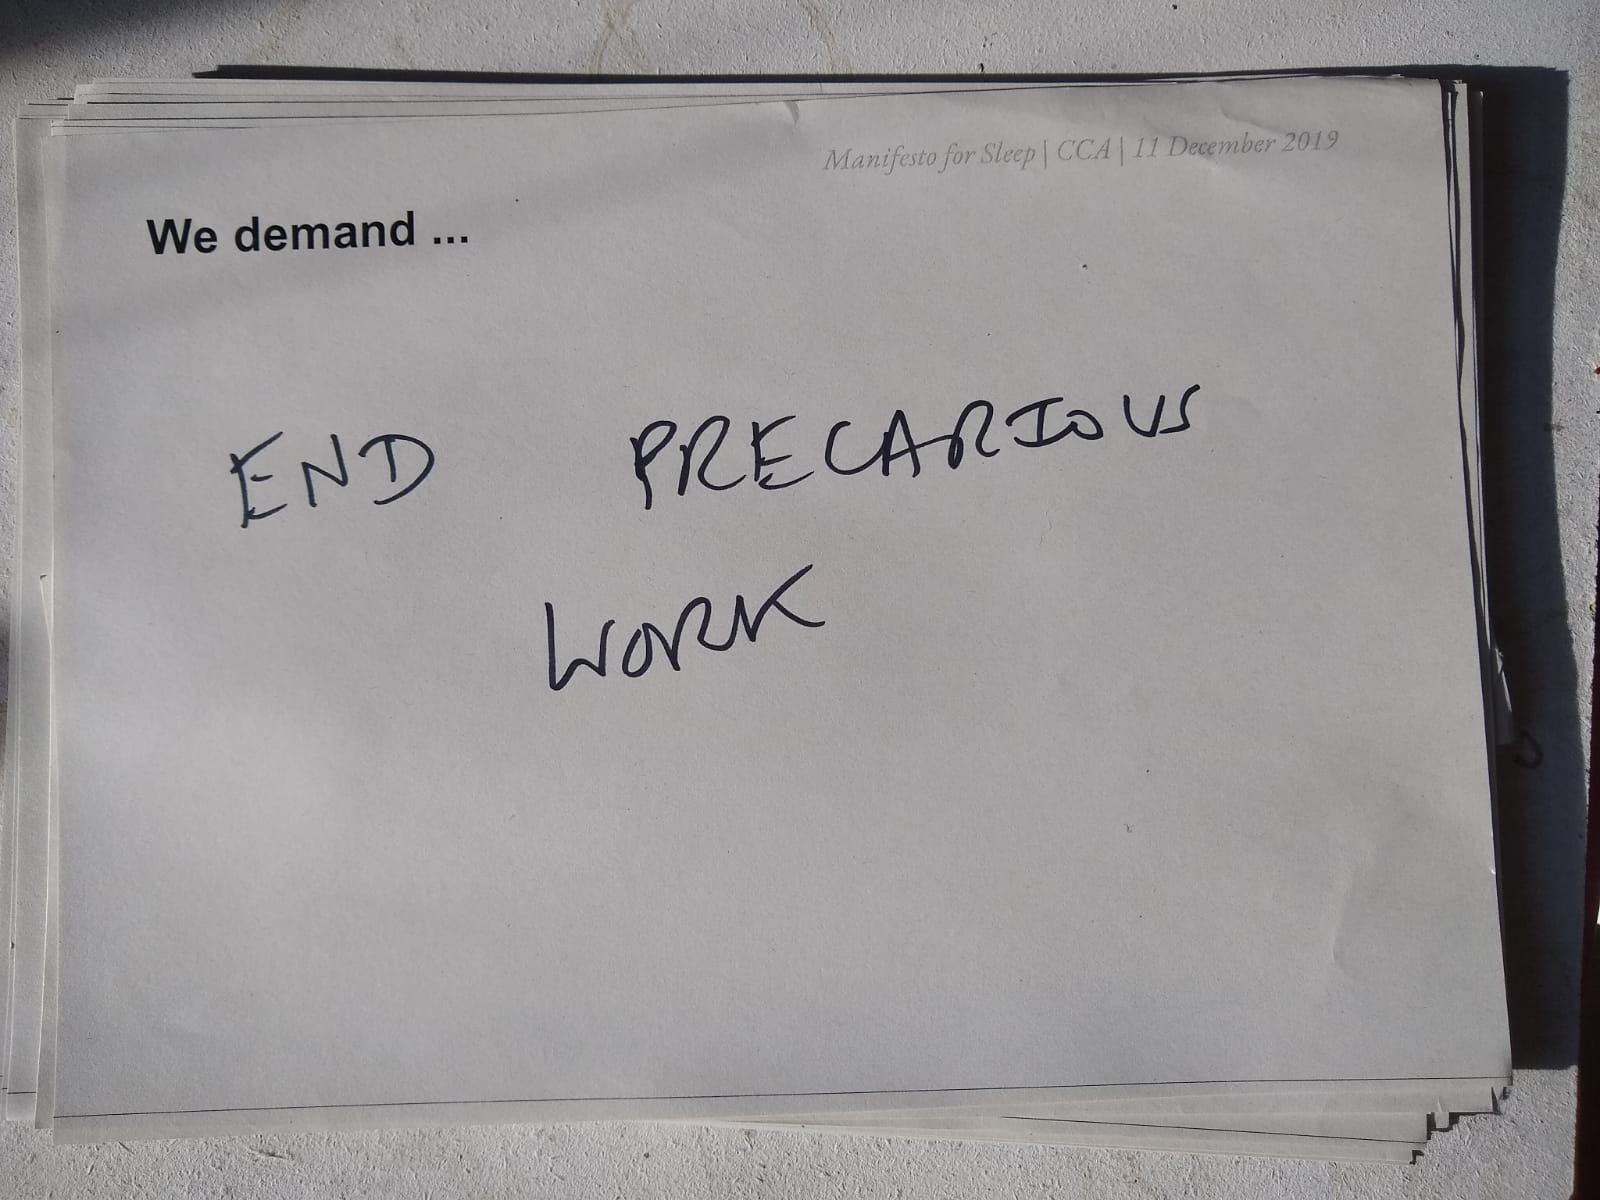 Manifesto for Sleep | CCA | 11 December 2019
We demand ...
END PRECARIOUS
WORK